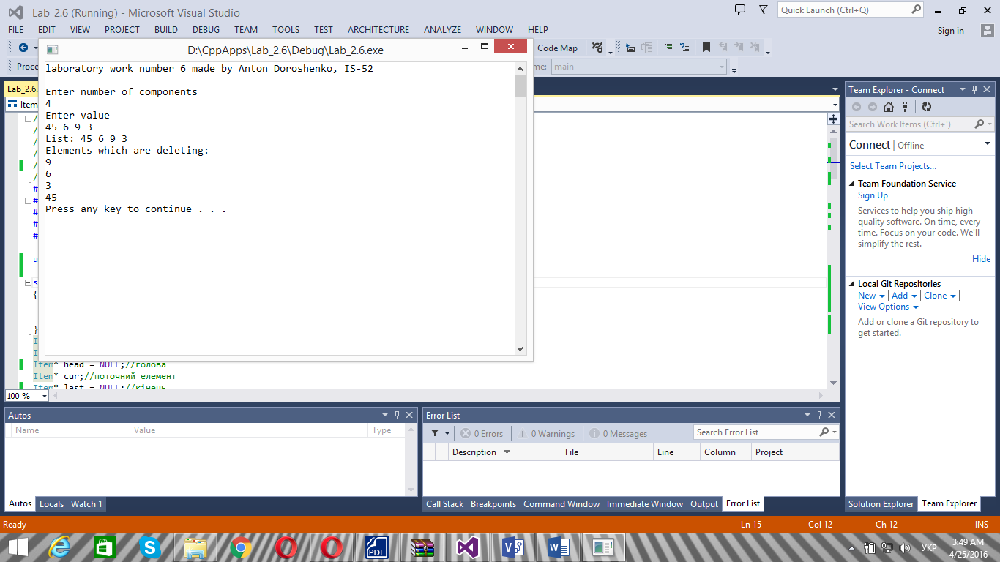 Lab_2.6 (Running) - Microsoft Visual Studio
Quick Launch (Ctrl+Q)
FILE EDIT VIEW PROJECT BUILD DEBUG TEAM TOOLS TEST ARCHITECTURE ANALYZE WINDOW HELP
Sign in
D:\CppApps\Lab_2.6\Debug\Lab_2.6.exe
Code Map
Proce
me: main
laboratory work number 6 made by Anton Doroshenko, IS-52
Enter number of components
4
Enter value
45 6 9 3
List: 45 6 9 3
Elements which are deleting:
9
6
3
45
Press any key to continue . . .
Lab_2.6.
Item
/
/
/
/
/
/
#
#
#
#
#
u
s
{
}
I
I
Item* head = NULL;//голова
Item* cur;//поточний елемент
Item* last = NULL;//кінець
100 %
Team Explorer - Connect
Search Work Items (Ctrl+')
Connect | Offline
Select Team Projects...
Team Foundation Service
Sign Up
Services to help you ship high
quality software. On time, every
time. Focus on your code. We'll
simplify the rest.
Hide
Local Git Repositories
New | Add | Clone |
View Options
Add or clone a Git repository to
get started.
Autos
Name Value Type
Autos Locals Watch 1
Error List
0 Errors 0 Warnings 0 Messages
Search Error List
Description File Line Column Project
Call Stack Breakpoints Command Window Immediate Window Output Error List
Solution Explorer Team Explorer
Ready
Ln 15 Col 12 Ch 12 INS
PDF
УКР
3:49 AM
4/25/2016